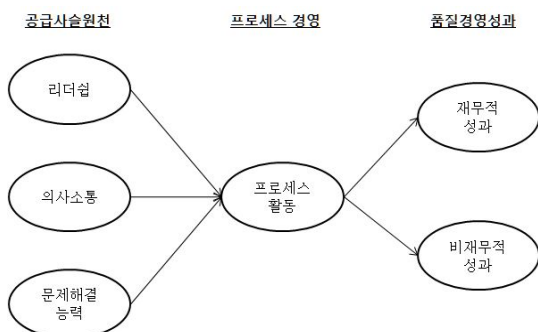 공급사슬원천
프로세스 경영
품질경영성과
리더쉽
의사소통
문제해결
능력
프로세스
활동
재무적
성과
비재무적
성과